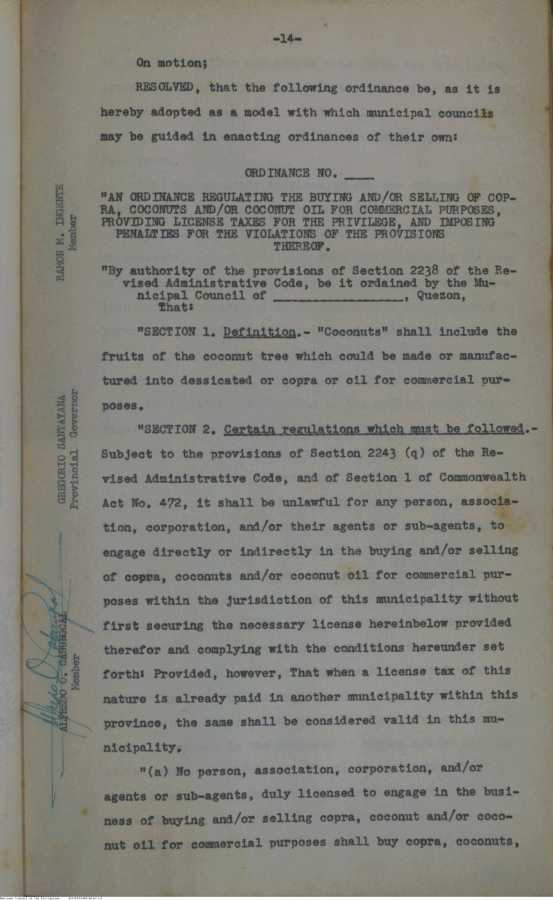 -14-
On motion;
RESOLVED, that the following ordinance be, as it is
hereby adopted as a model with which municipal councils
may be guided in enacting ordinances of their own:
ORDINANCE NO. ____
"AN ORDINANCE REGULATING THE BUYING AND/OR SELLING OF COP-
RA, COCONUTS AND/OR COCONUT OIL FOR COMMERCIAL PURPOSES,
PROVIDING LICENSE TAXES FOR THE PRIVILEGE, AND IMPOSING
PENALTIES FOR THE VIOLATIONS OF THE PROVISIONS
THEREOF.
"By authority of the provisions of Section 2238 of the Re-
vised Administrative Code, be it ordained by the Mu-
nicipal Council of __________________, Quezon,
That:
"SECTION 1. Definition.- "Coconuts" shall include the
fruits of the coconut tree which could be made or manufac-
tured into dessicated or copra or oil for commercial pur-
poses.
"SECTION 2. Certain regulations which must be followed.-
Subject to the provisions of Section 2243 (q) of the Re-
vised Administrative Code, and of Section 1 of Commonwealth
Act No. 472, it shall be unlawful for any person, associa-
tion, corporation, and/or their agents or sub-agents, to
engage directly or indirectly in the buying and/or selling
of copra, coconuts and/or coconut oil for commercial pur-
poses within the jurisdiction of this municipality without
first securing the necessary license hereinbelow provided
therefor and complying with the conditions hereunder set
forth: Provided, however, That when a license tax of this
nature is already paid in another municipality within this
province, the same shall be considered valid in this mu-
nicipality.
"(a) No person, association, corporation, and/or
agents or sub-agents, duly licensed to engage in the busi-
ness of buying and/or selling copra, coconut and/or coco-
nut oil for commercial purposes shall buy copra, coconuts,
RAMON M. INGENTE
Member
GREGORIO SANTAYANA
Provincial Governor
ALFREDO O.
Member